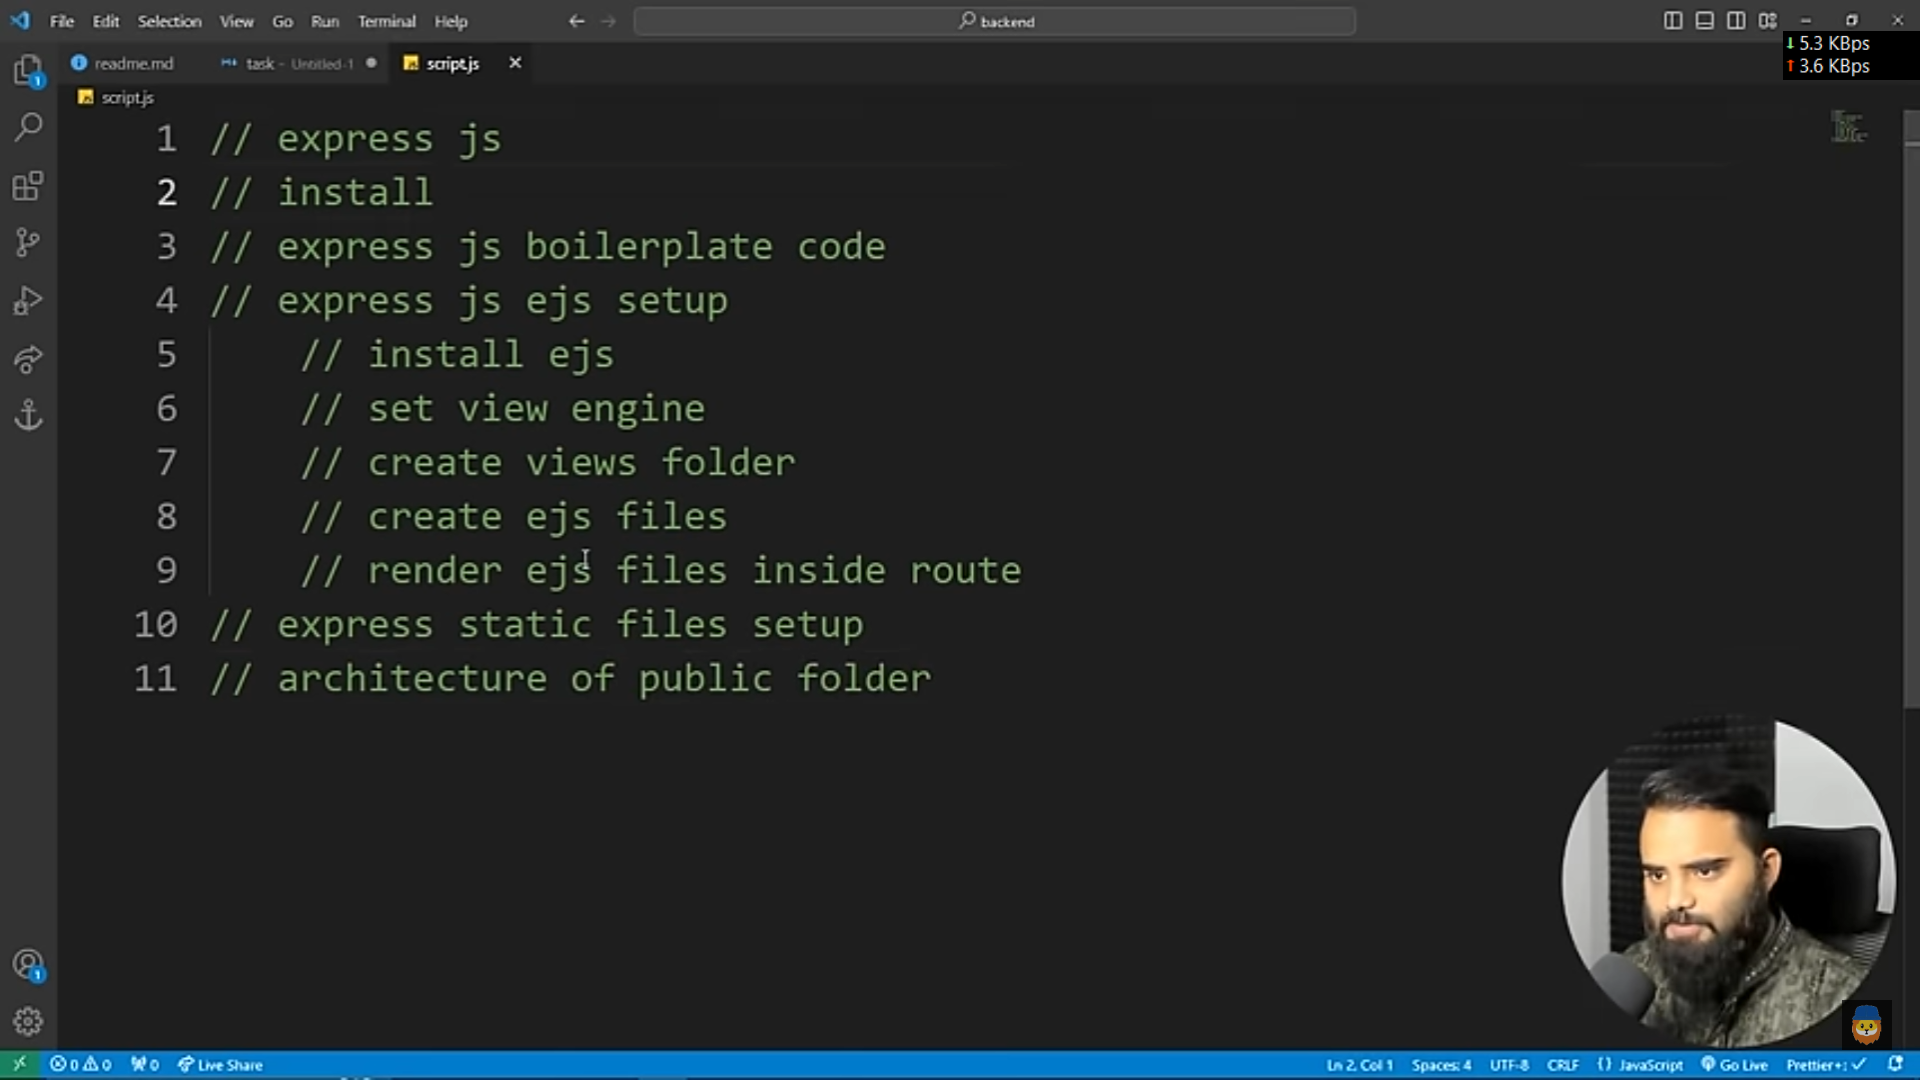 File Edit Selection View Go Run Terminal Help
backend
5.3 KBps
3.6 KBps
readme.md
task - Untitled-1
script.js
script.js
1 // express js
2 // install
3 // express js boilerplate code
4 // express js ejs setup
5 // install ejs
6 // set view engine
7 // create views folder
8 // create ejs files
9 // render ejs files inside route
10 // express static files setup
11 // architecture of public folder
1
1
0 0 0 Live Share Ln 2, Col 1 Spaces: 4 UTF-8 CRLF {} JavaScript Go Live Prettier+: